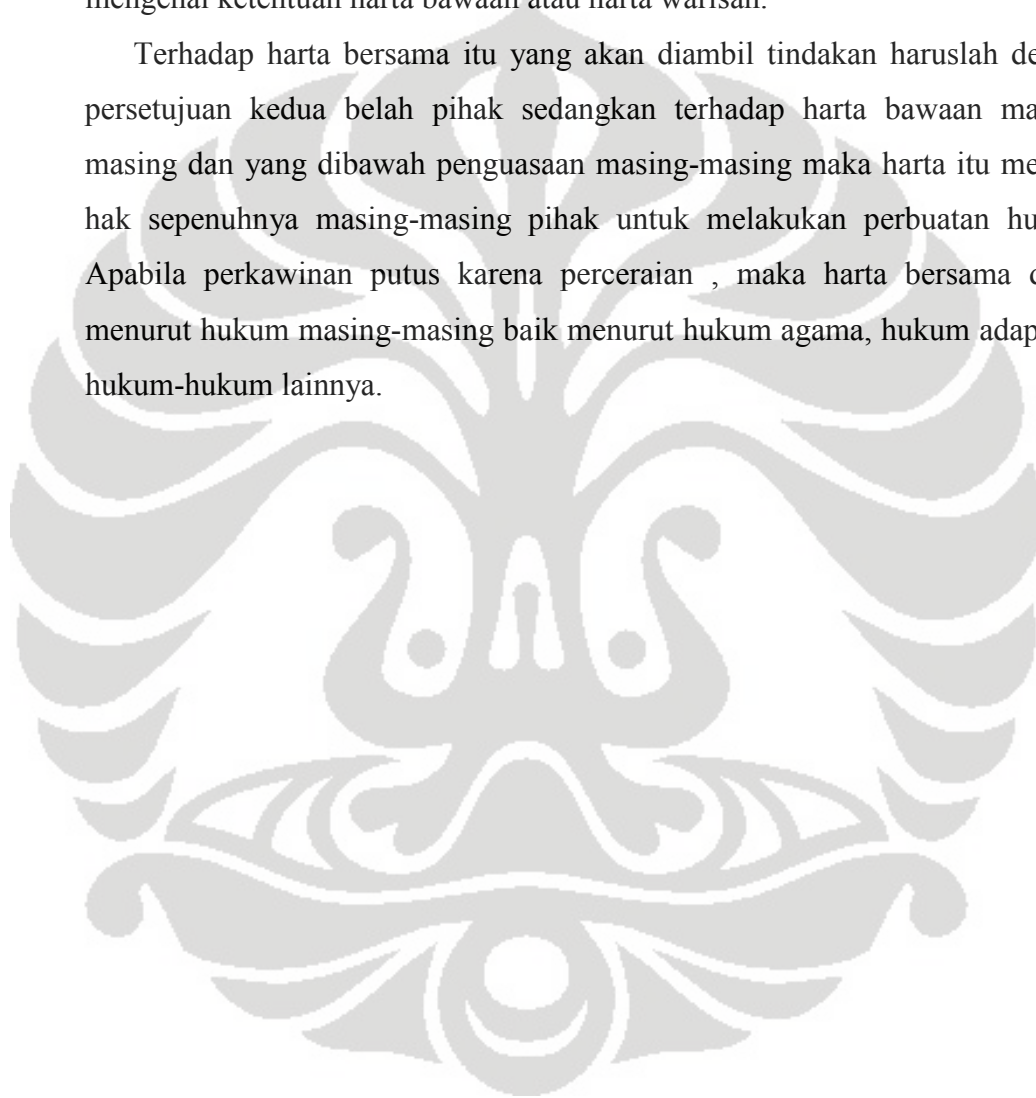 mengenai ketentuan harta bawaan atau harta warisan.
Terhadap harta bersama itu yang akan diambil tindakan haruslah
persetujuan kedua belah pihak sedangkan terhadap harta bawaan
masing dan yang dibawah penguasaan masing-masing maka harta itu
hak sepenuhnya masing-masing pihak untuk melakukan perbuatan
Apabila perkawinan putus karena perceraian , maka harta bersama
menurut hukum masing-masing baik menurut hukum agama, hukum adap
hukum-hukum lainnya.